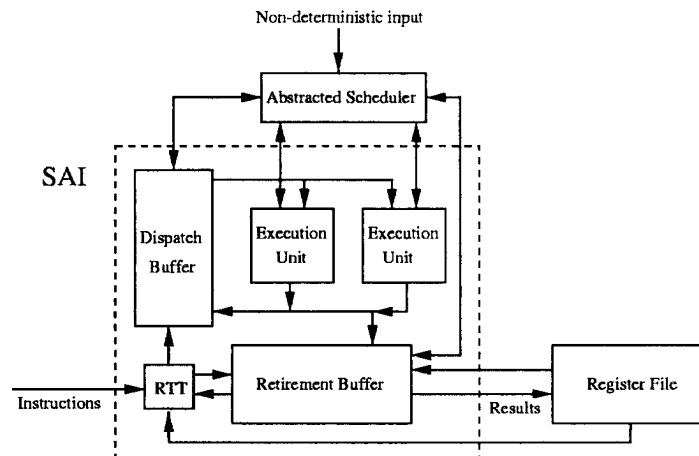 Non-deterministic input
Abstracted Scheduler
SAI
Dispatch
Buffer
Execution
Unit
Execution
Unit
RTT
Retirement Buffer
Register File
Instructions
Results